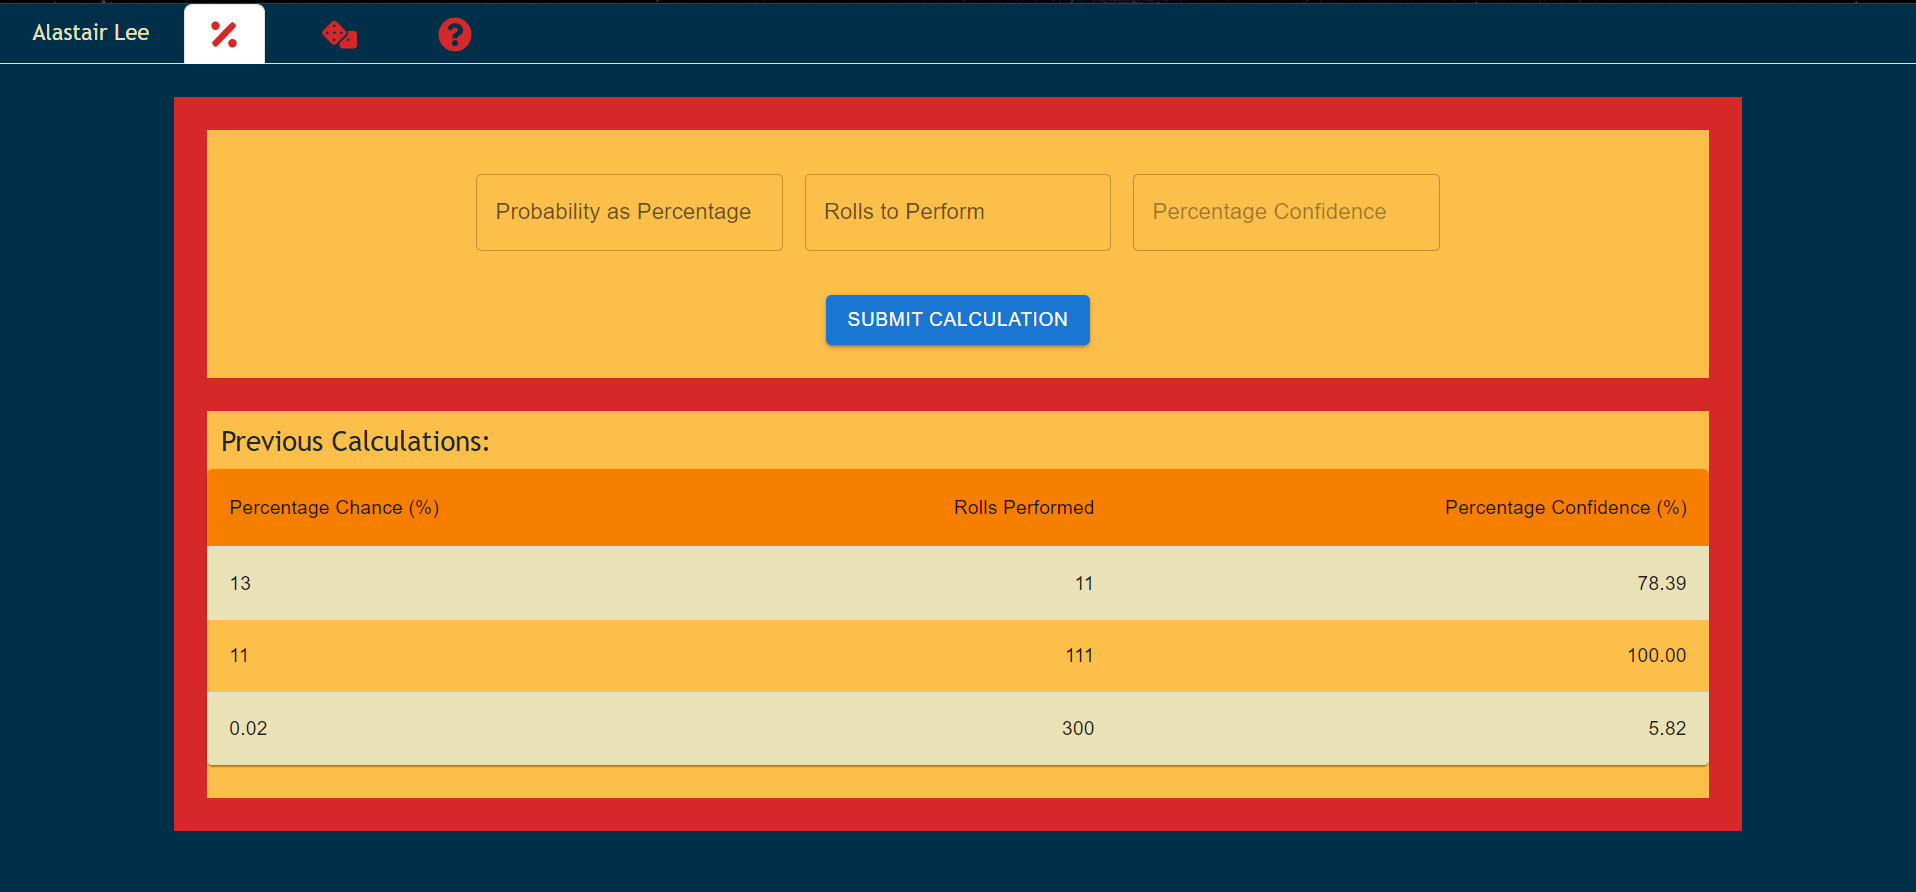 Alastair Lee
Probability as Percentage Rolls to Perform Percentage Confidence
SUBMIT CALCULATION
Previous Calculations:
Percentage Chance (%) Rolls Performed Percentage Confidence (%)
13 11 78.39
11 111 100.00
0.02 300 5.82